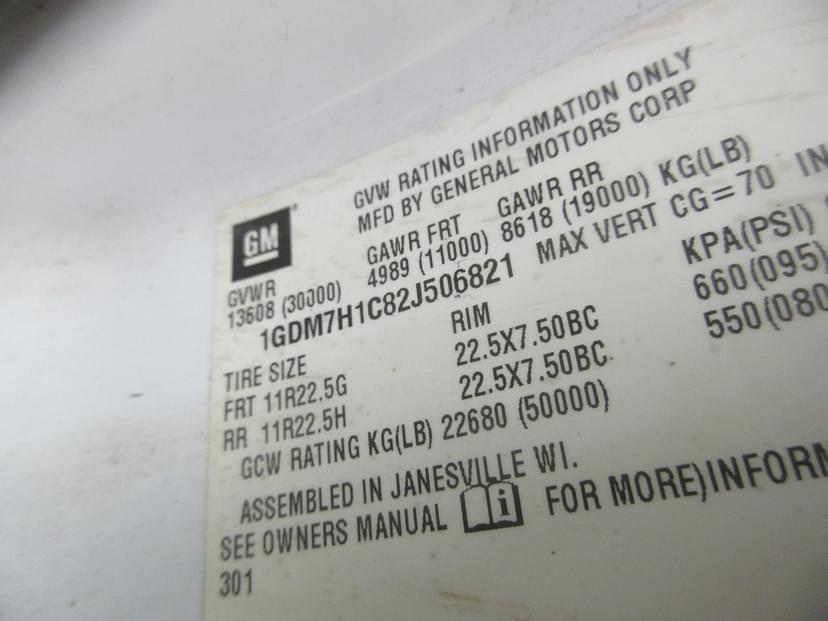 GVW RATING INFORMATION ONLY
MFD BY GENERAL MOTORS CORP
GM
GVWR GAWR FRT GAWR RR
13608 (30000) 4989 (11000) 8618 (19000) KG(LB)
1GDM7H1C82J506821 MAX VERT CG=70 IN
TIRE SIZE RIM KPA(PSI)
FRT 11R22.5G 22.5X7.50BC 660(095)
RR 11R22.5H 22.5X7.50BC 550(080
GCW RATING KG(LB) 22680 (50000)
ASSEMBLED IN JANESVILLE WI.
SEE OWNERS MANUAL i FOR MORE)INFORM
301